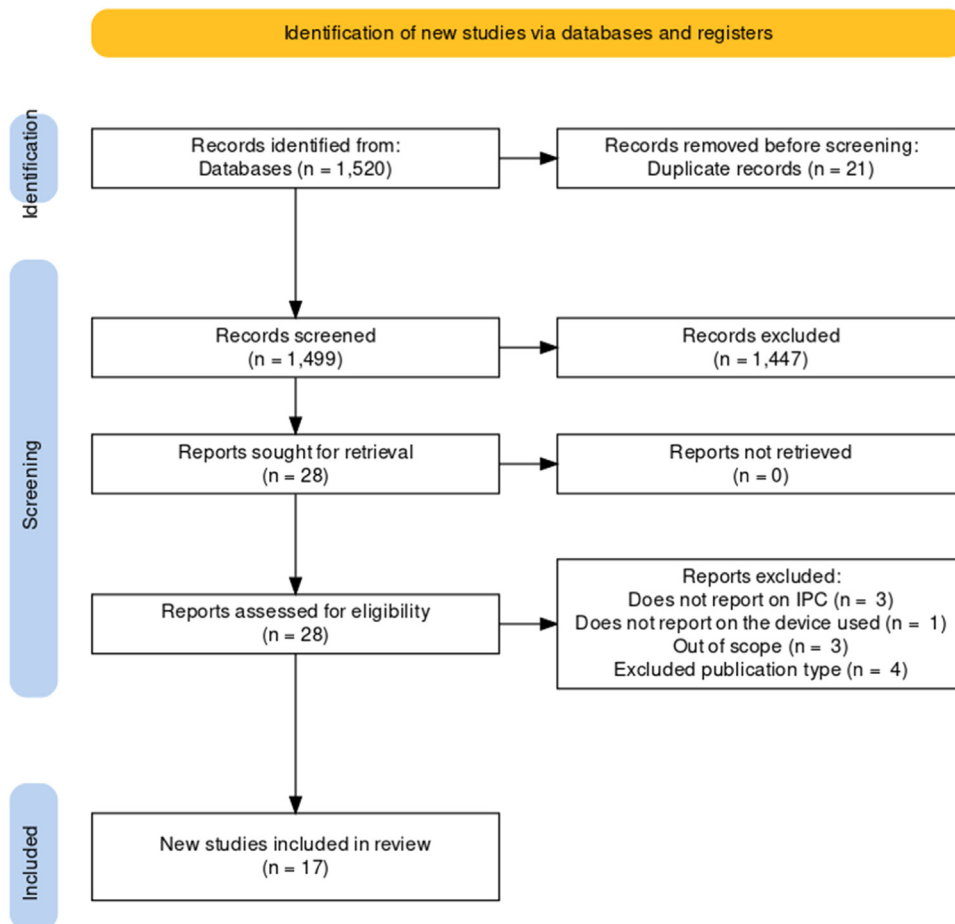 Identification of new studies via databases and registers
Identification
Records identified from:
Databases (n = 1,520)
Records removed before screening:
Duplicate records (n = 21)
Screening
Records screened
(n = 1,499)
Records excluded
(n = 1,447)
Reports sought for retrieval
(n = 28)
Reports not retrieved
(n = 0)
Reports assessed for eligibility
(n = 28)
Reports excluded:
Does not report on IPC (n = 3)
Does not report on the device used (n = 1)
Out of scope (n = 3)
Excluded publication type (n = 4)
Included
New studies included in review
(n = 17)